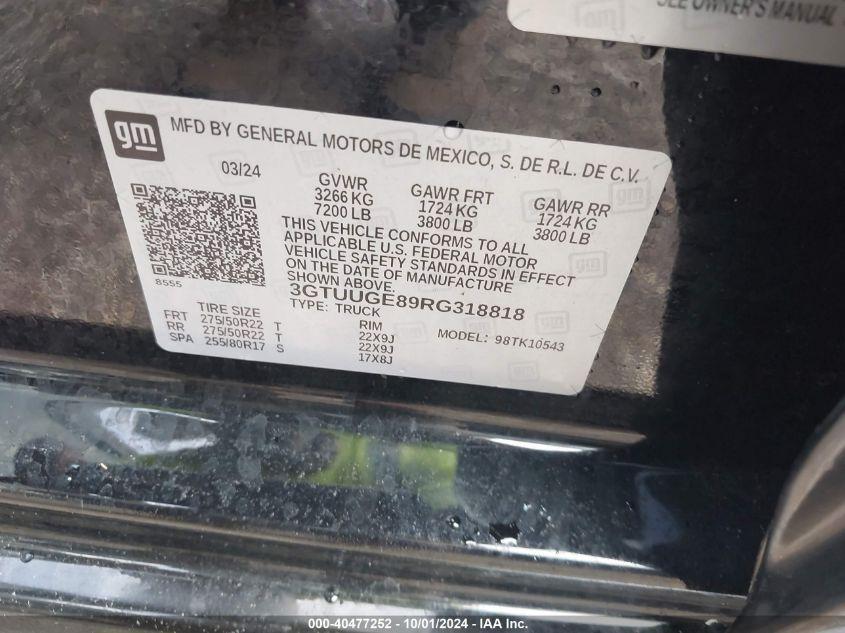 SEE OWNER'S MANUAL
gm
MFD BY GENERAL MOTORS DE MEXICO, S. DE R.L. DE C.V.
03/24
GVWR GAWR FRT GAWR RR
3266 KG 1724 KG 1724 KG
7200 LB 3800 LB 3800 LB
THIS VEHICLE CONFORMS TO ALL
APPLICABLE U.S. FEDERAL MOTOR
VEHICLE SAFETY STANDARDS IN EFFECT
ON THE DATE OF MANUFACTURE
SHOWN ABOVE.
8555
3GTUUGE89RG318818
TYPE: TRUCK
TIRE SIZE RIM MODEL: 98TK10543
FRT 275/50R22 T 22X9J
RR 275/50R22 T 22X9J
SPA 255/80R17 S 17X8J
000-40477252 - 10/01/2024 - IAA Inc.